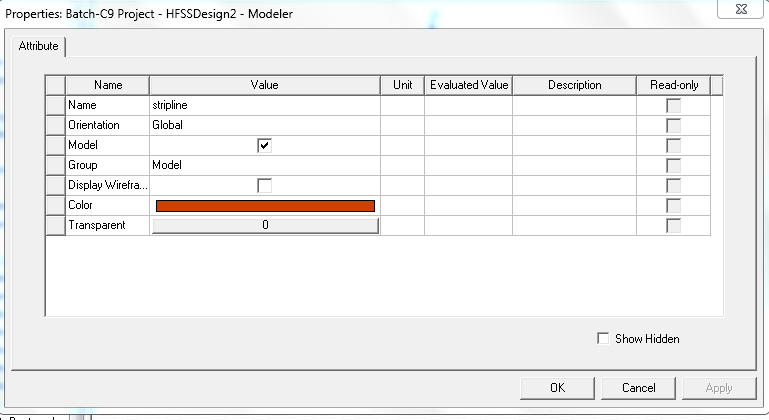 Properties: Batch-C9 Project - HFSSDesign2 - Modeler
Attribute
Name Value Unit Evaluated Value Description Read-only
Name stripline
Orientation Global
Model
Group Model
Display Wirefra...
Color
Transparent 0
Show Hidden
OK Cancel Apply